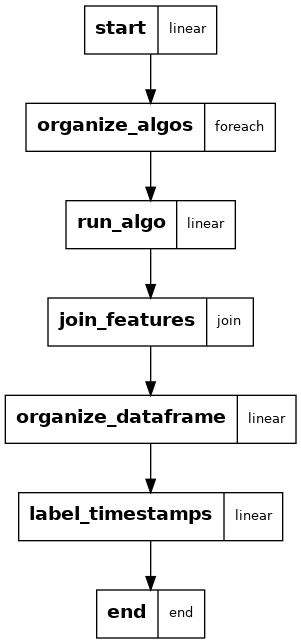 start linear
organize_algos foreach
run_algo linear
join_features join
organize_dataframe linear
label_timestamps linear
end end